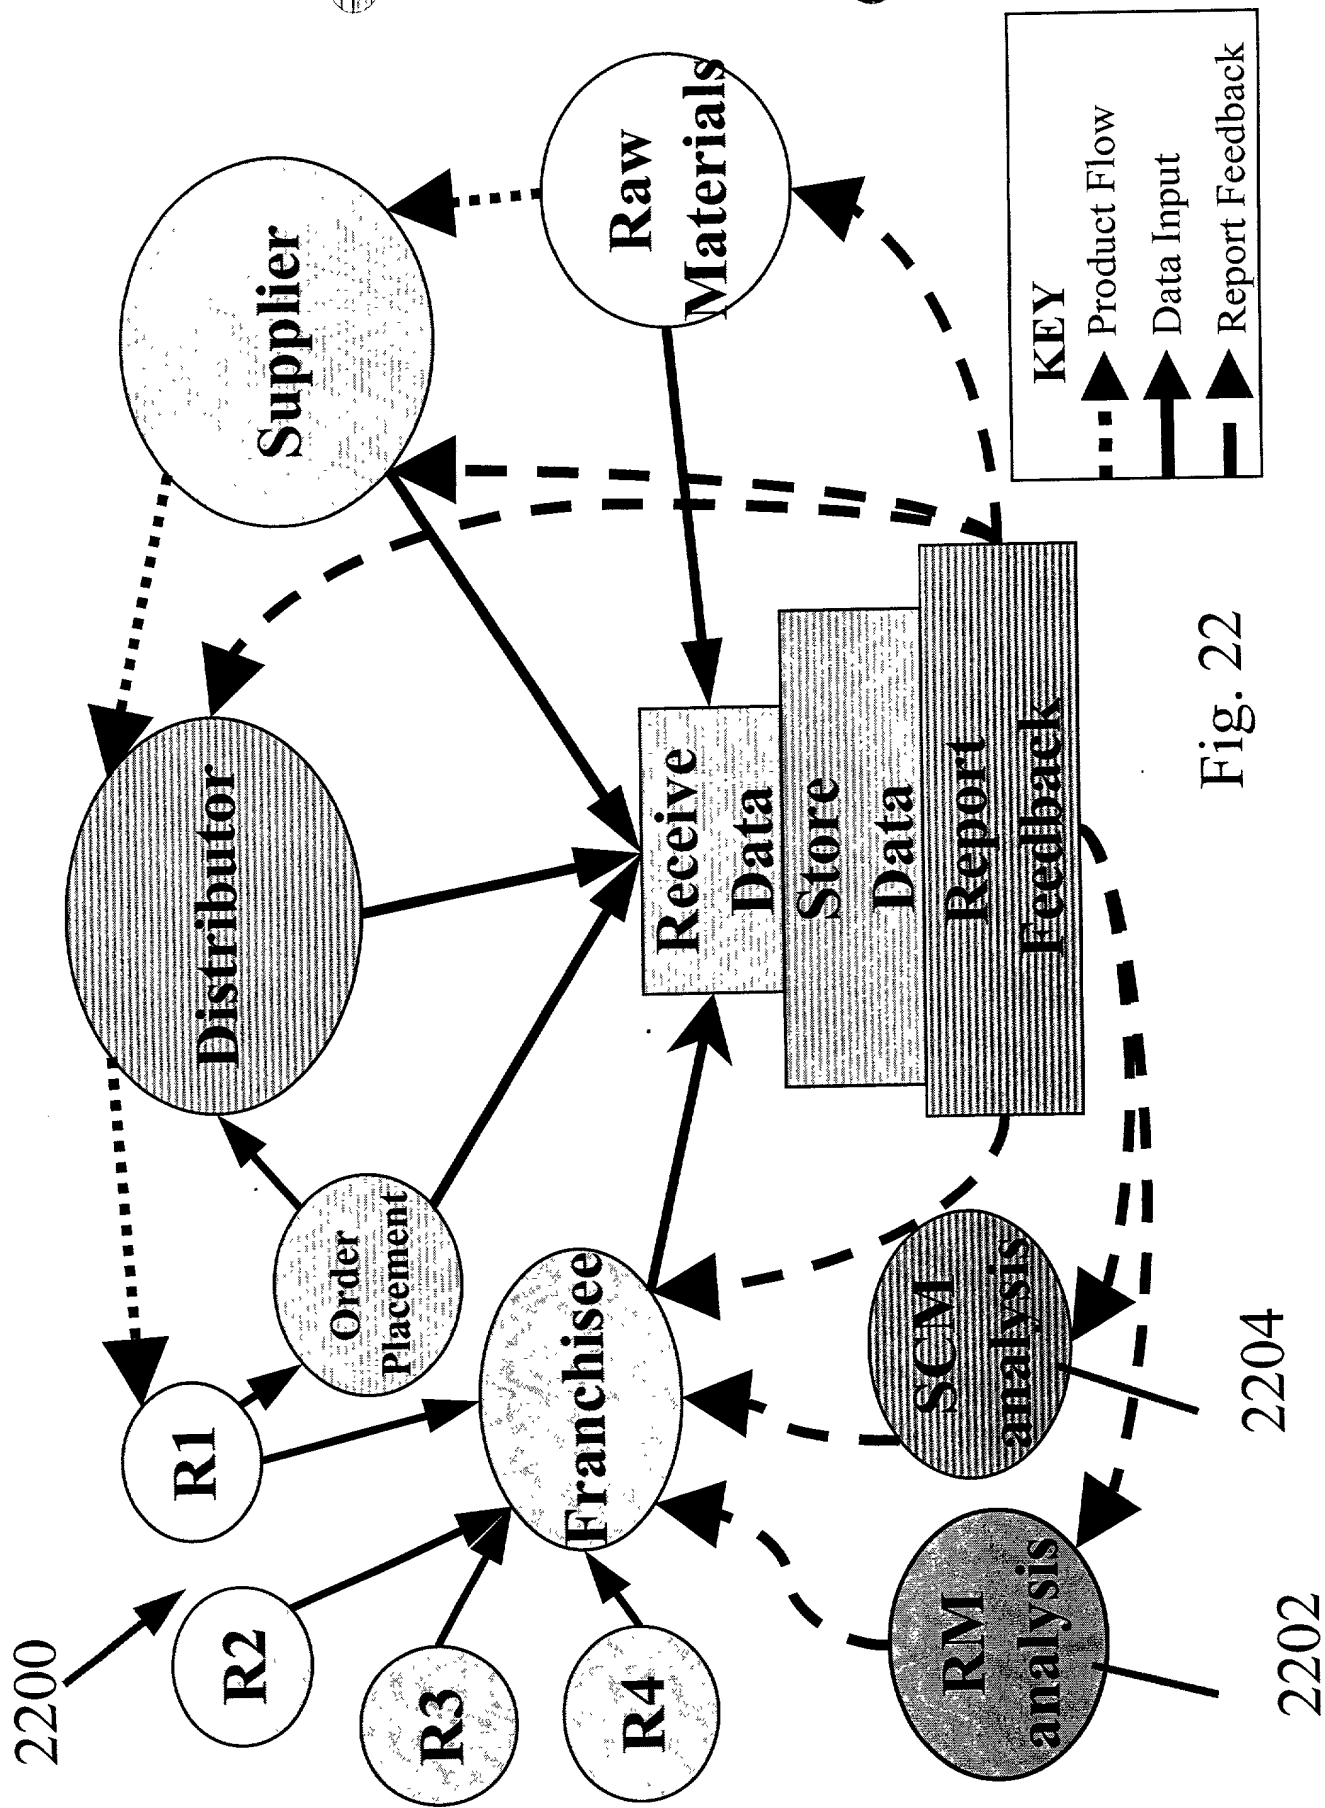 2200
R1
R2
R3
R4
Order
Placement
Distributor
Supplier
Franchisee
Receive
Data
Store
Data
Report
Feedback
Raw
Materials
RM
analysis
SCM
analysis
2202
2204
Fig. 22
KEY
Product Flow
Data Input
Report Feedback